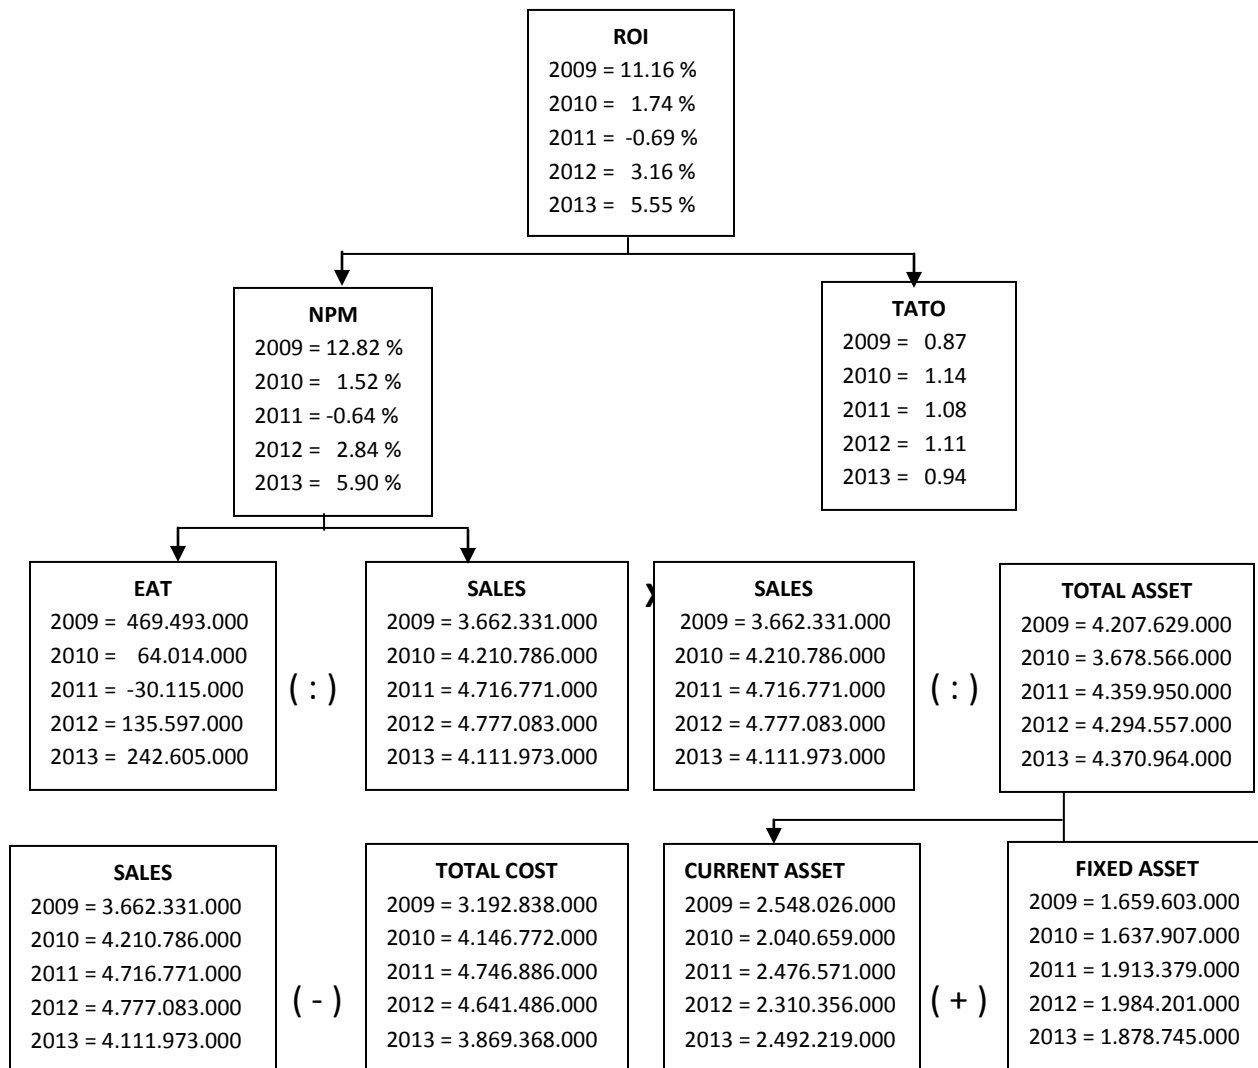 ROI
2009 = 11.16 %
2010 = 1.74 %
2011 = -0.69 %
2012 = 3.16 %
2013 = 5.55 %
NPM
2009 = 12.82 %
2010 = 1.52 %
2011 = -0.64 %
2012 = 2.84 %
2013 = 5.90 %
TATO
2009 = 0.87
2010 = 1.14
2011 = 1.08
2012 = 1.11
2013 = 0.94
EAT
2009 = 469.493.000
2010 = 64.014.000
2011 = -30.115.000
2012 = 135.597.000
2013 = 242.605.000
( : )
SALES
2009 = 3.662.331.000
2010 = 4.210.786.000
2011 = 4.716.771.000
2012 = 4.777.083.000
2013 = 4.111.973.000
SALES
2009 = 3.662.331.000
2010 = 4.210.786.000
2011 = 4.716.771.000
2012 = 4.777.083.000
2013 = 4.111.973.000
( : )
TOTAL ASSET
2009 = 4.207.629.000
2010 = 3.678.566.000
2011 = 4.359.950.000
2012 = 4.294.557.000
2013 = 4.370.964.000
SALES
2009 = 3.662.331.000
2010 = 4.210.786.000
2011 = 4.716.771.000
2012 = 4.777.083.000
2013 = 4.111.973.000
( - )
TOTAL COST
2009 = 3.192.838.000
2010 = 4.146.772.000
2011 = 4.746.886.000
2012 = 4.641.486.000
2013 = 3.869.368.000
CURRENT ASSET
2009 = 2.548.026.000
2010 = 2.040.659.000
2011 = 2.476.571.000
2012 = 2.310.356.000
2013 = 2.492.219.000
( + )
FIXED ASSET
2009 = 1.659.603.000
2010 = 1.637.907.000
2011 = 1.913.379.000
2012 = 1.984.201.000
2013 = 1.878.745.000